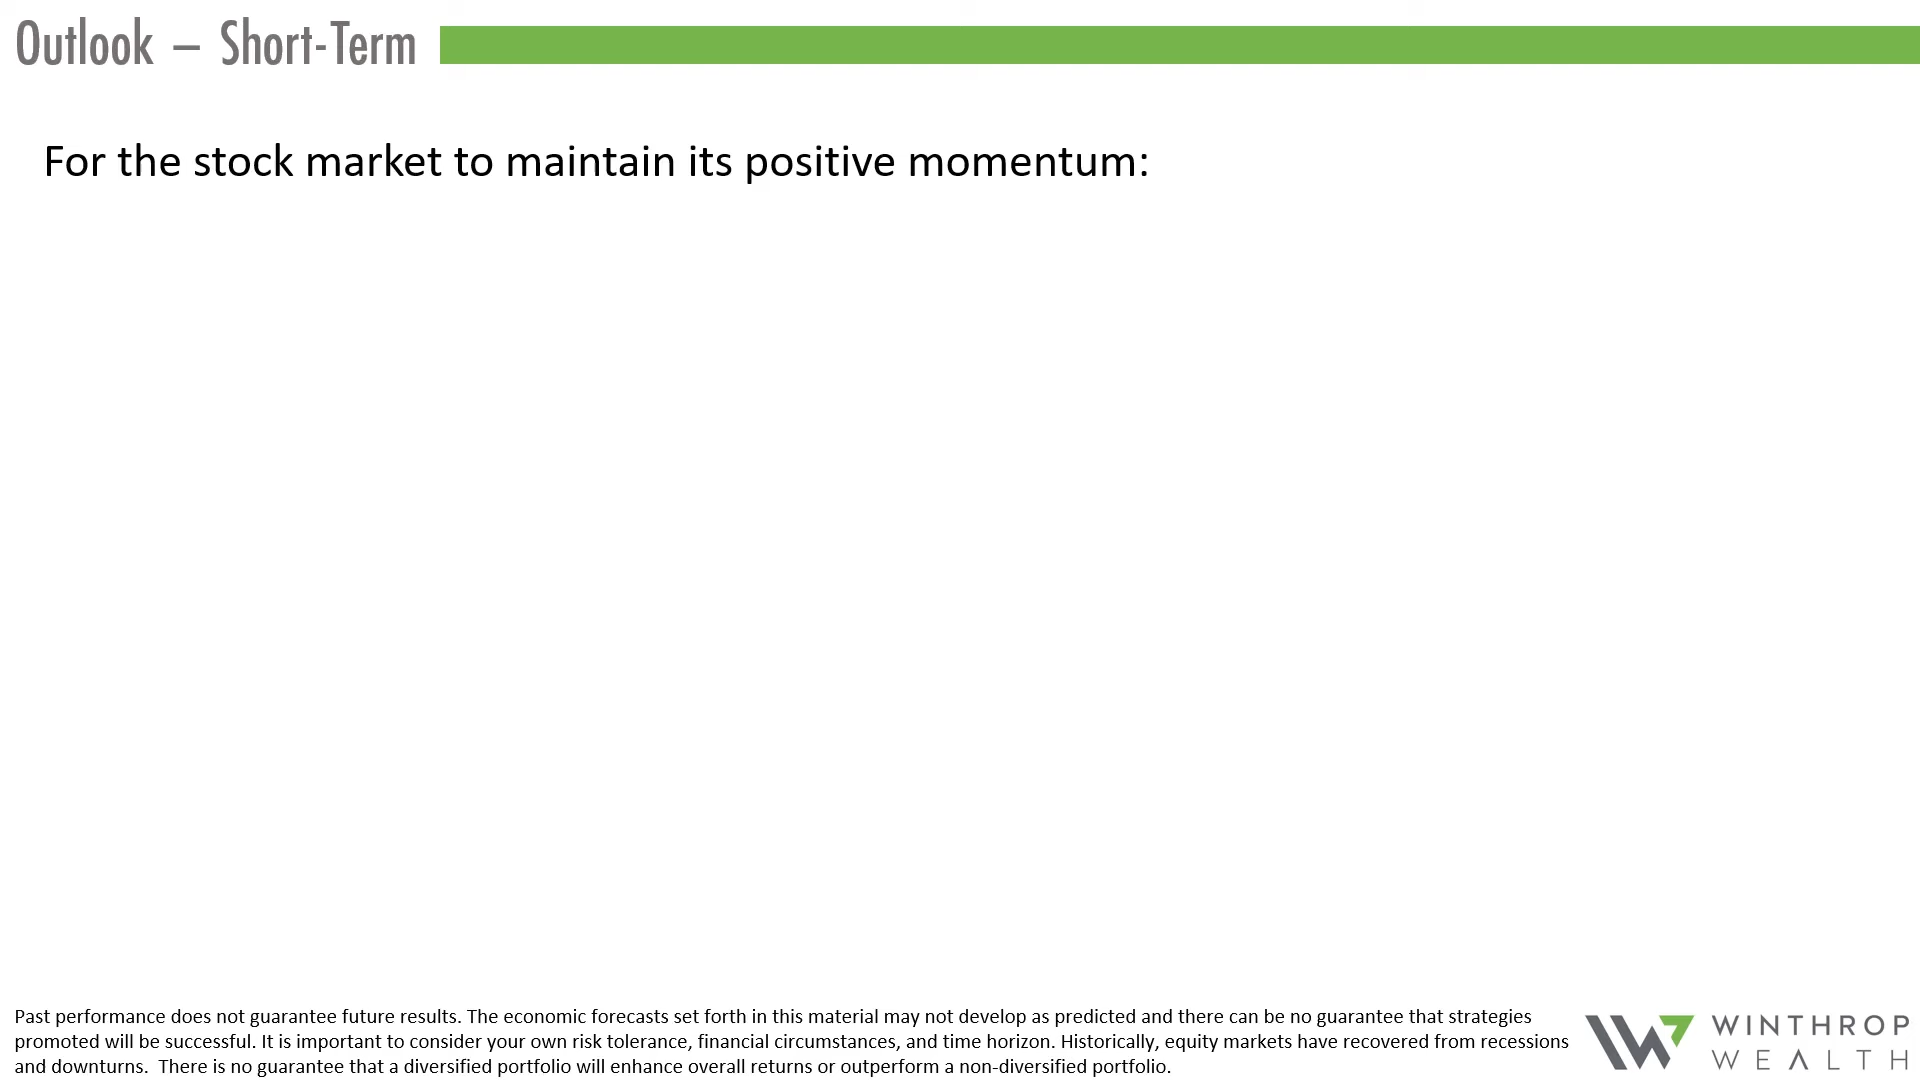 Outlook – Short-Term
For the stock market to maintain its positive momentum:
Past performance does not guarantee future results. The economic forecasts set forth in this material may not develop as predicted and there can be no guarantee that strategies
promoted will be successful. It is important to consider your own risk tolerance, financial circumstances, and time horizon. Historically, equity markets have recovered from recessions
and downturns.  There is no guarantee that a diversified portfolio will enhance overall returns or outperform a non-diversified portfolio.
WINTHROP
WEALTH